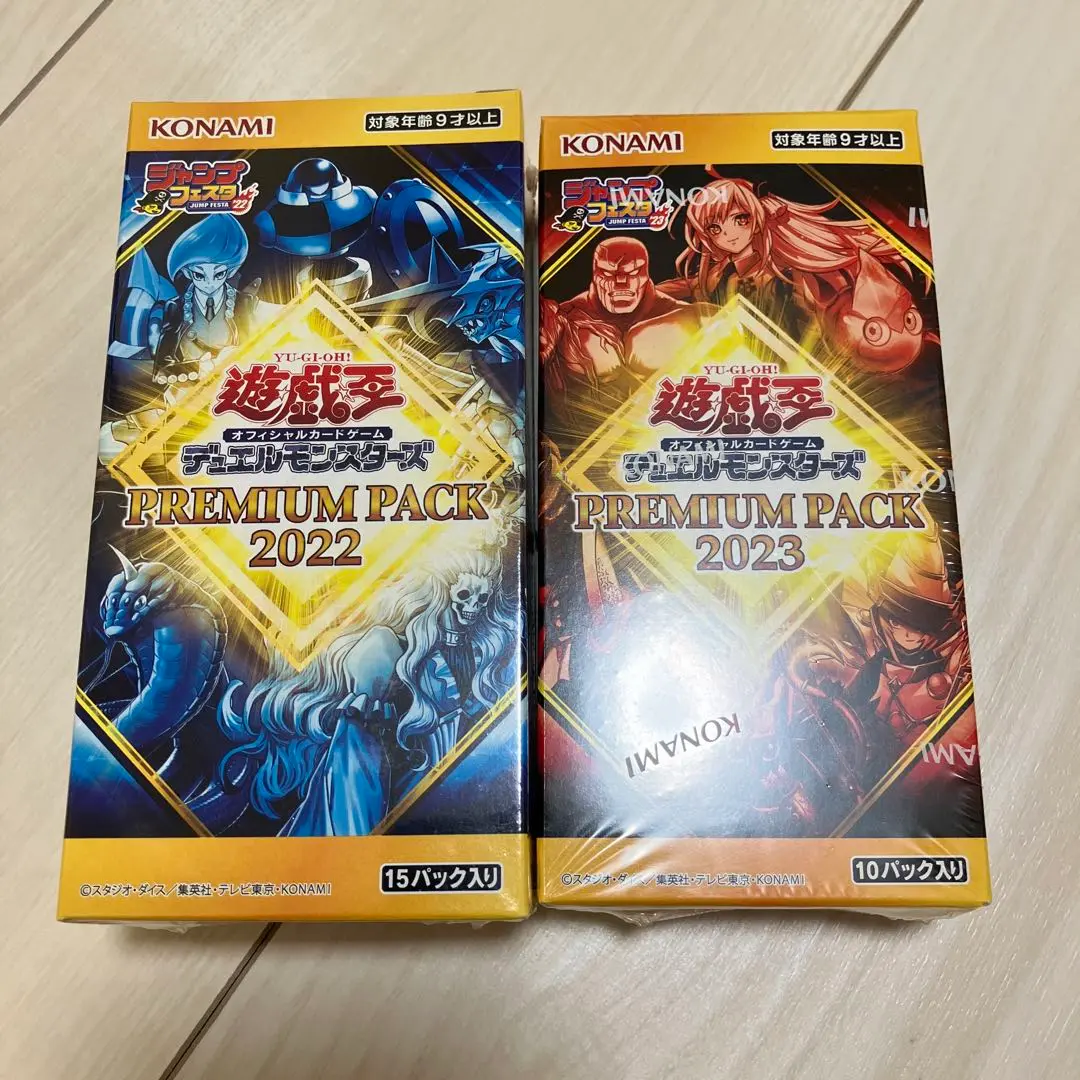 KONAMI
対象年齢9才以上
ジャンプ
フェスタ
JUMP FESTA
'22
YU-GI-OH!
遊戯王
オフィシャルカードゲーム
デュエルモンスターズ
PREMIUM PACK
2022
©スタジオ・ダイス/集英社・テレビ東京・KONAMI
15パック入り
KONAMI
対象年齢9才以上
ジャンプ
フェスタ
JUMP FESTA
'23
KONAMI
YU-GI-OH!
遊戯王
オフィシャルカードゲーム
デュエルモンスターズ
PREMIUM PACK
2023
KONAMI
©スタジオ・ダイス/集英社・テレビ東京・KONAMI
10パック入り